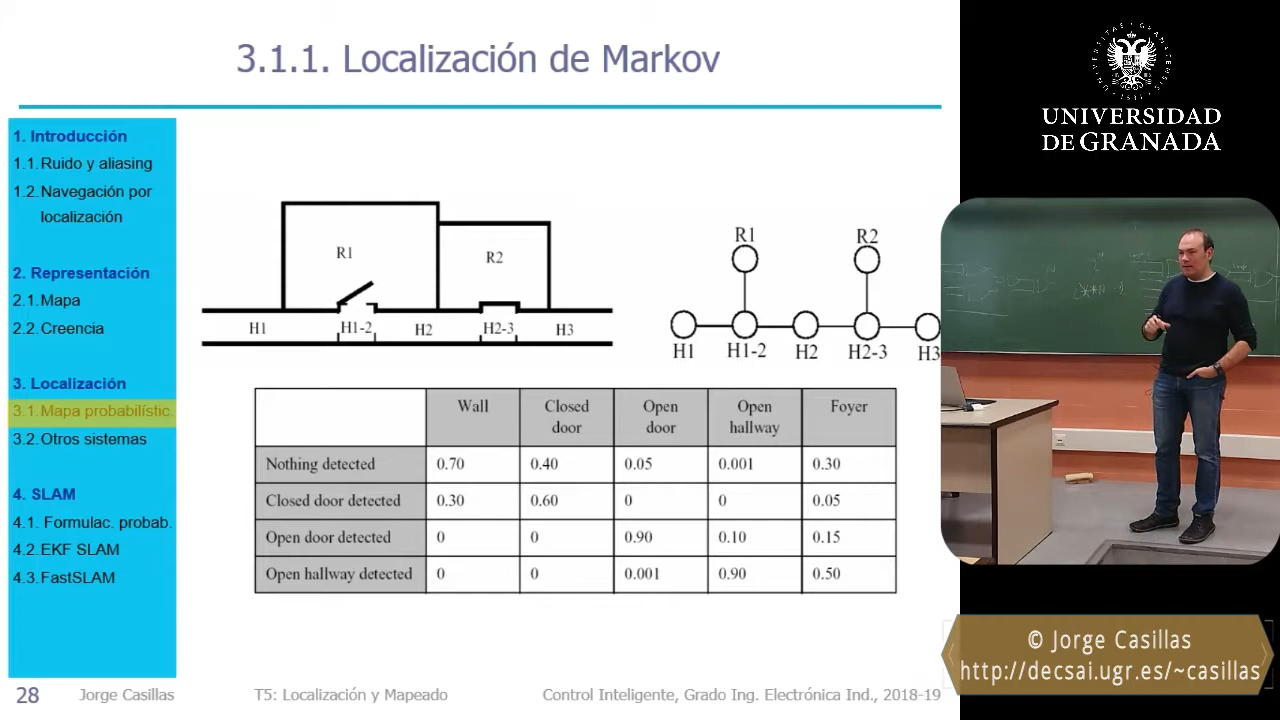 3.1.1. Localización de Markov
1. Introducción
1.1. Ruido y aliasing
1.2. Navegación por
localización
2. Representación
2.1. Mapa
2.2. Creencia
3. Localización
3.1. Mapa probabilístic.
3.2. Otros sistemas
4. SLAM
4.1. Formulac. probab.
4.2. EKF SLAM
4.3. FastSLAM
R1
R2
H1
H1-2
H2
H2-3
H3
R1
R2
H1
H1-2
H2
H2-3
H3
Wall Closed door Open door Open hallway Foyer
Nothing detected 0.70 0.40 0.05 0.001 0.30
Closed door detected 0.30 0.60 0 0 0.05
Open door detected 0 0 0.90 0.10 0.15
Open hallway detected 0 0 0.001 0.90 0.50
28 Jorge Casillas T5: Localización y Mapeado Control Inteligente, Grado Ing. Electrónica Ind., 2018-19
UNIVERSIDAD
DE GRANADA
© Jorge Casillas
http://decsai.ugr.es/~casillas